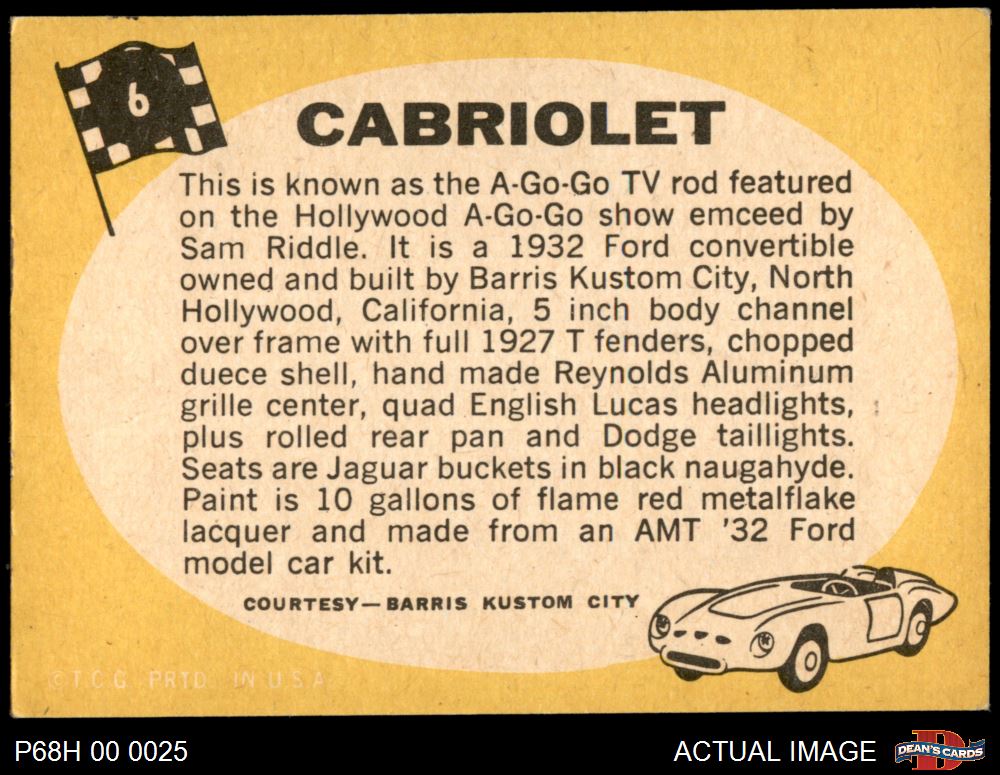 6
CABRIOLET
This is known as the A-Go-Go TV rod featured
on the Hollywood A-Go-Go show emceed by
Sam Riddle. It is a 1932 Ford convertible
owned and built by Barris Kustom City, North
Hollywood, California, 5 inch body channel
over frame with full 1927 T fenders, chopped
duece shell, hand made Reynolds Aluminum
grille center, quad English Lucas headlights,
plus rolled rear pan and Dodge taillights.
Seats are Jaguar buckets in black naugahyde.
Paint is 10 gallons of flame red metalflake
lacquer and made from an AMT '32 Ford
model car kit.
COURTESY—BARRIS KUSTOM CITY
© T.C.G. PRTD. IN U.S.A.
P68H 00 0025
ACTUAL IMAGE
D
DEAN'S CARDS